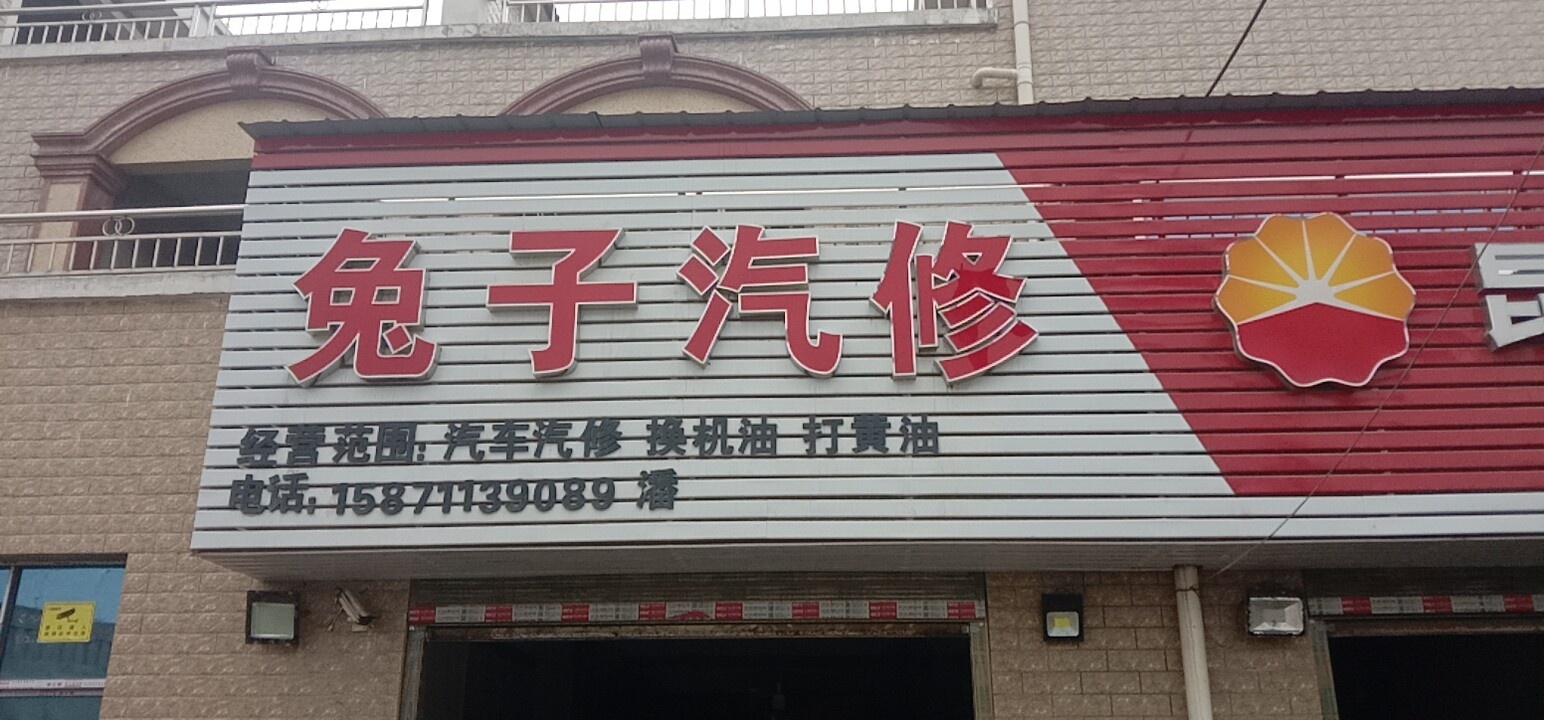 兔子汽修
经营范围: 汽车汽修 换机油 打黄油
电话: 15871139089 潘